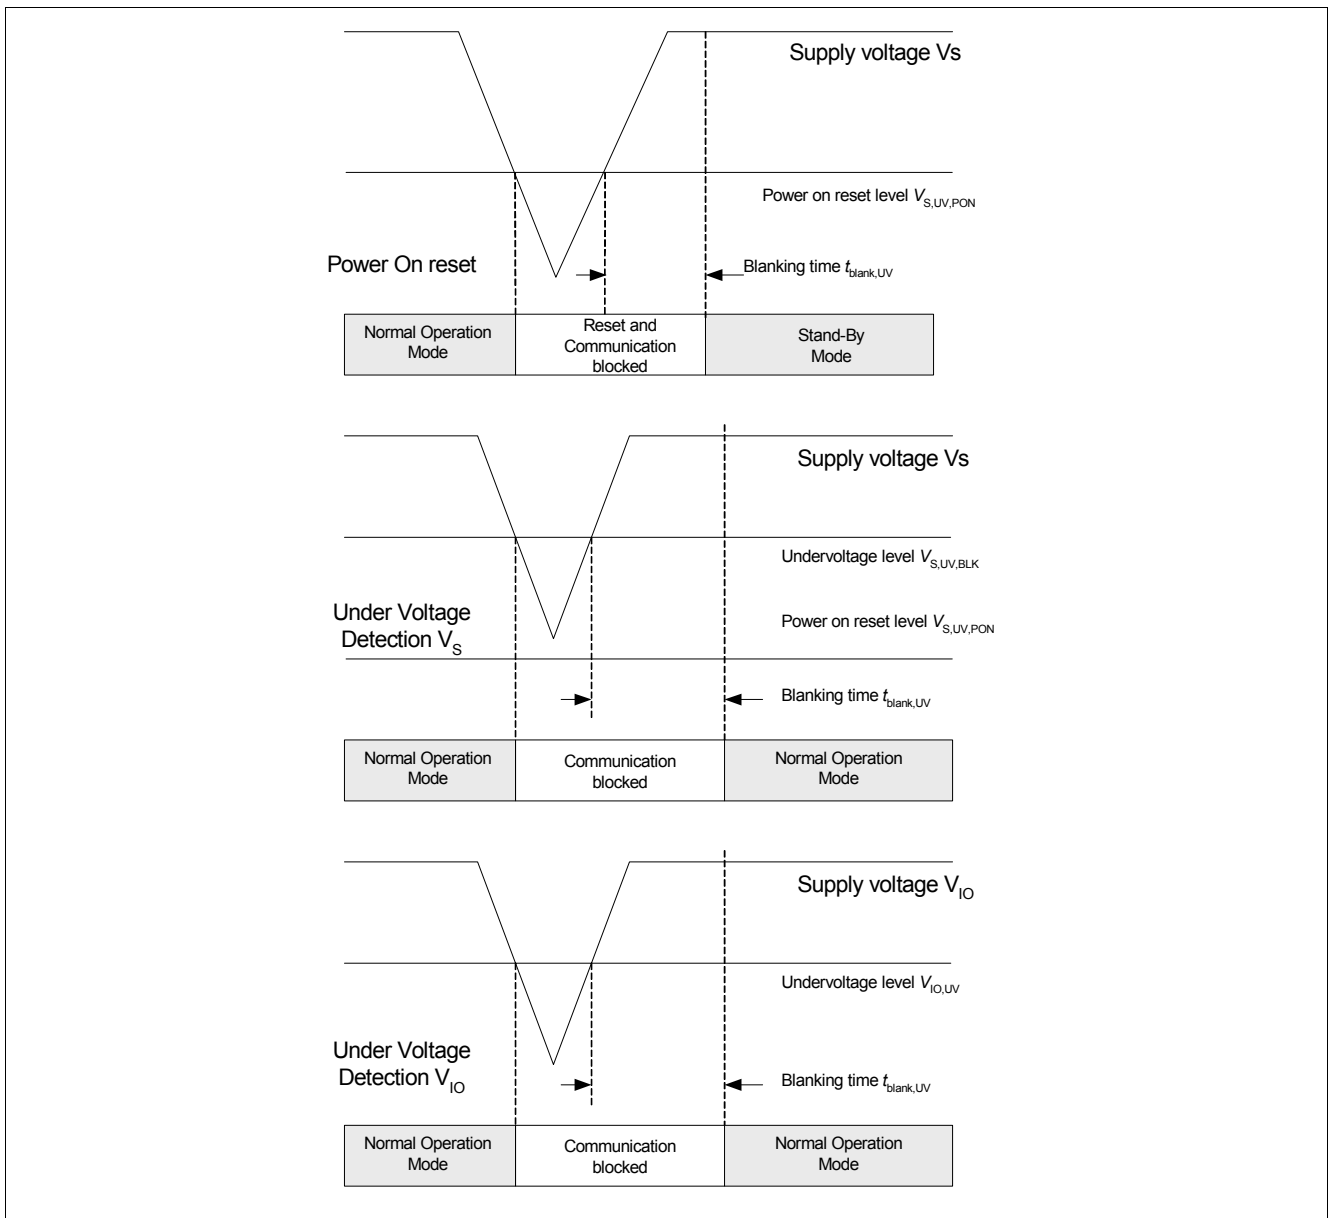 Supply voltage Vs
Power on reset level VS,UV,PON
Power On reset
Blanking time tblank,UV
Normal Operation
Mode
Reset and
Communication
blocked
Stand-By
Mode
Supply voltage Vs
Undervoltage level VS,UV,BLK
Under Voltage
Detection VS
Power on reset level VS,UV,PON
Blanking time tblank,UV
Normal Operation
Mode
Communication
blocked
Normal Operation
Mode
Supply voltage VIO
Undervoltage level VIO,UV
Under Voltage
Detection VIO
Blanking time tblank,UV
Normal Operation
Mode
Communication
blocked
Normal Operation
Mode